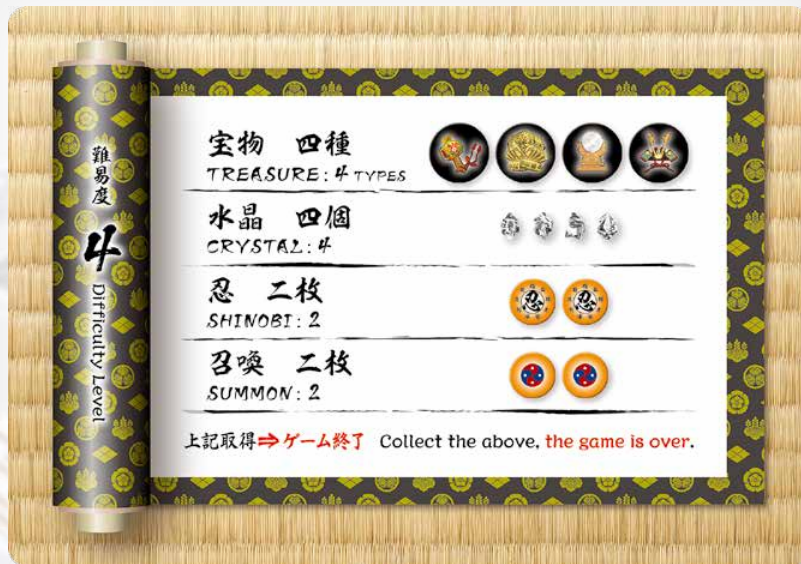 難易度 4 Difficulty Level
宝物 四種
TREASURE: 4 TYPES
水晶 四個
CRYSTAL: 4
忍 二枚
SHINOBI: 2
忍 忍
召喚 二枚
SUMMON: 2
上記取得⇒ゲーム終了 Collect the above, the game is over.